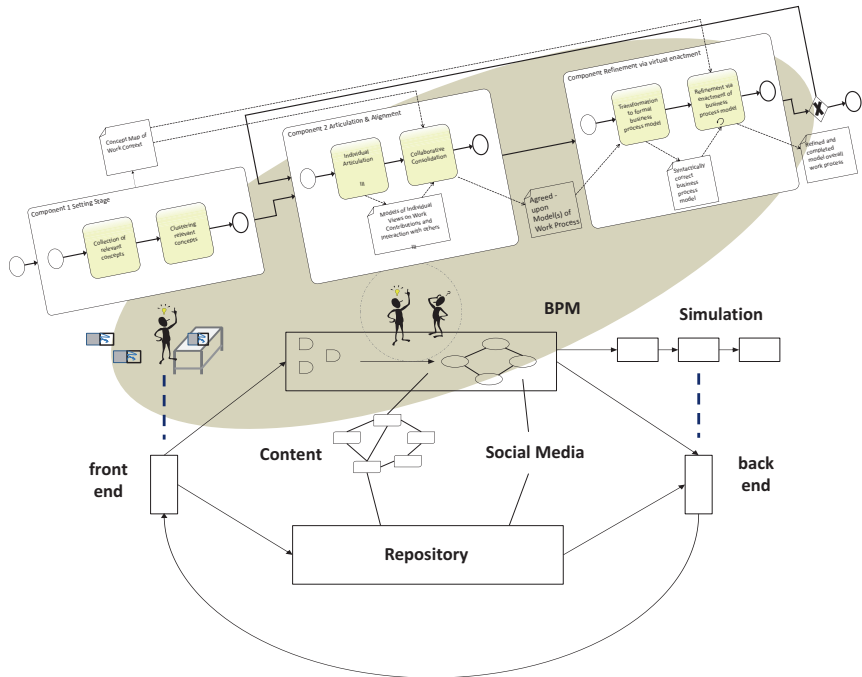 Component Refinement via virtual enactment
Transformation
to formal
business
process model
Refinement via
enactment of
business
process model
Refined and
completed
model overall
work process
Syntactically
correct
business
process
model
Component 2 Articulation & Alignment
Individual
Articulation
Collaborative
Consolidation
Models of Individual
Views on Work
Contributions and
interaction with others
Agreed -
upon
Model(s) of
Work Process
Concept Map of
Work Context
Component 1 Setting Stage
Collection of
relevant
concepts
Clustering
relevant
concepts
BPM
Simulation
Content
Social Media
front
end
back
end
Repository